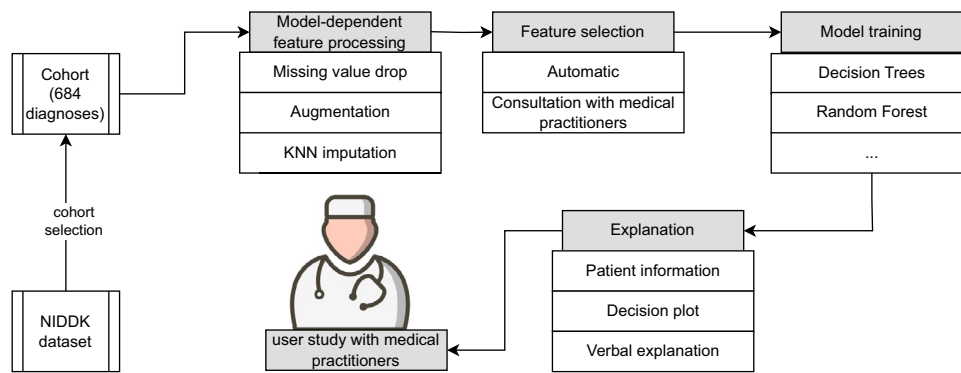 Model-dependent
feature processing
Missing value drop
Augmentation
KNN imputation
Feature selection
Automatic
Consultation with medical
practitioners
Model training
Decision Trees
Random Forest
...
Cohort
(684
diagnoses)
cohort
selection
NIDDK
dataset
Explanation
Patient information
Decision plot
Verbal explanation
user study with medical
practitioners